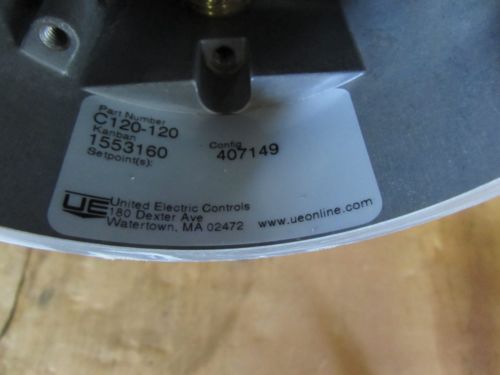 Part Number
C120-120
Kanban
1553160
Config
407149
Setpoint(s):
UE
United Electric Controls
180 Dexter Ave
Watertown, MA 02472
www.ueonline.com